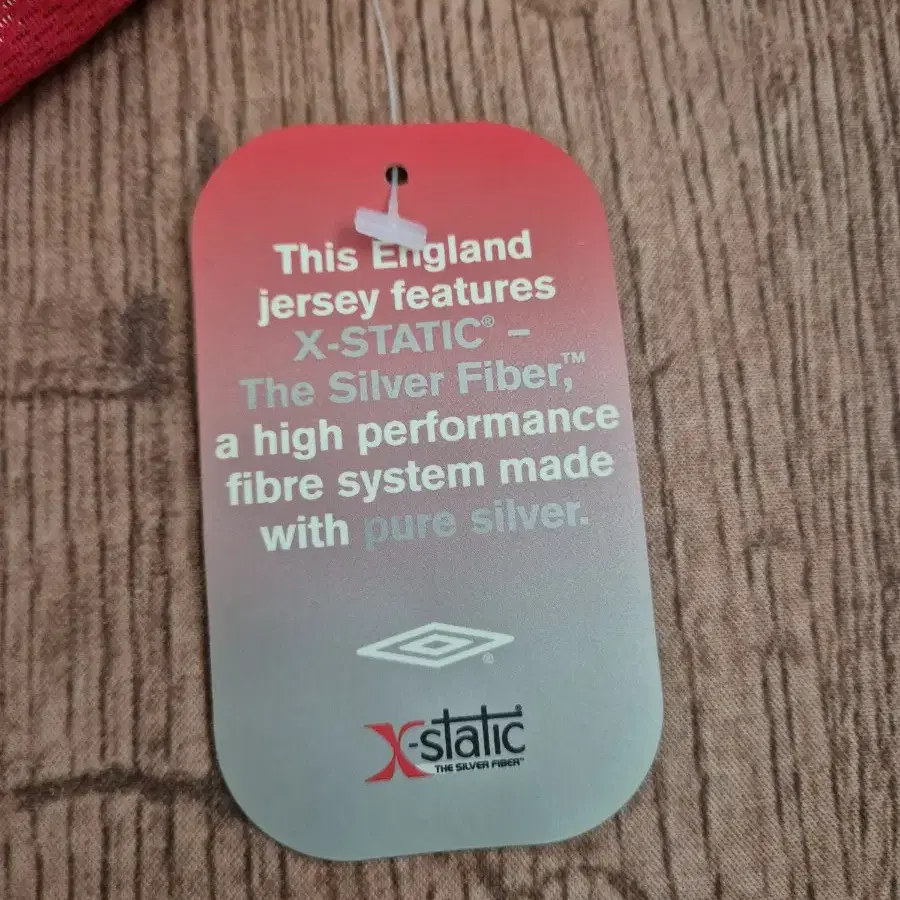 This England
jersey features
X-STATIC® –
The Silver Fiber,™
a high performance
fibre system made
with pure silver.
®
X-static®
THE SILVER FIBER™